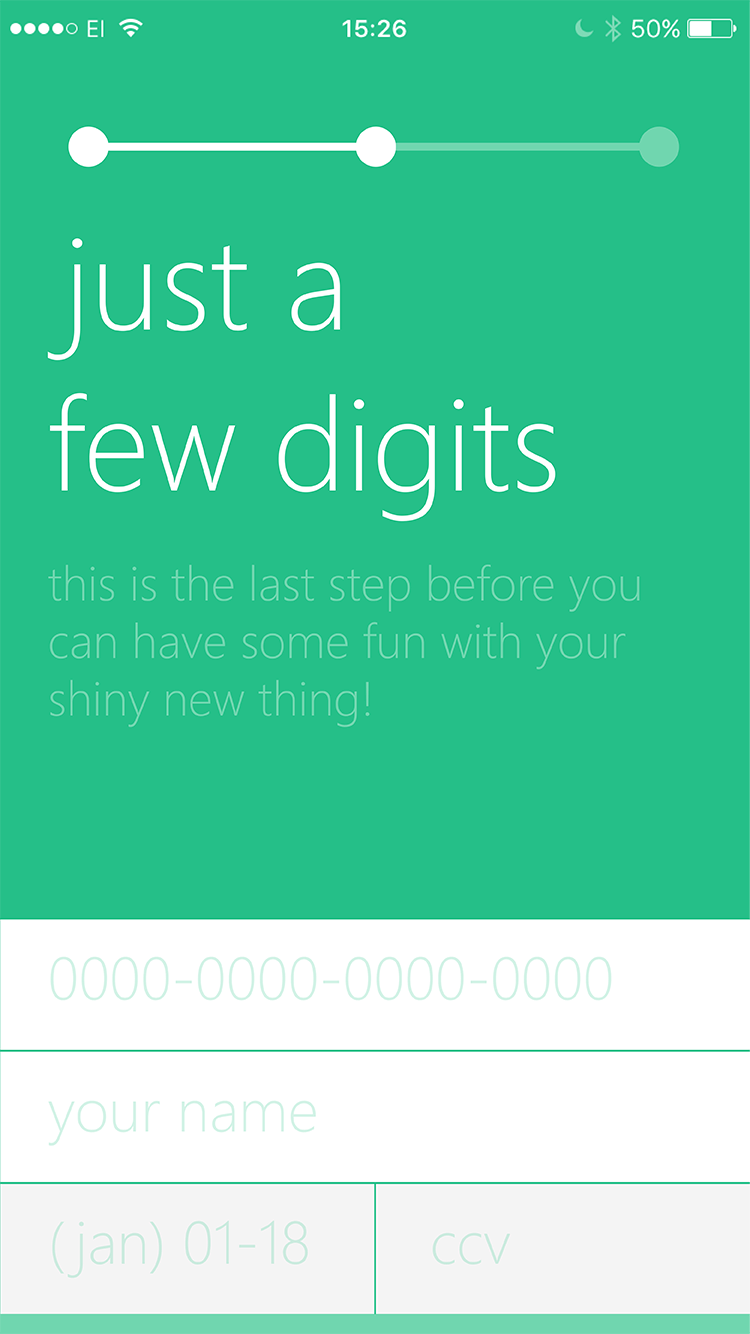 EI 15:26 50%
just a
few digits
this is the last step before you
can have some fun with your
shiny new thing!
0000-0000-0000-0000
your name
(jan) 01-18 ccv